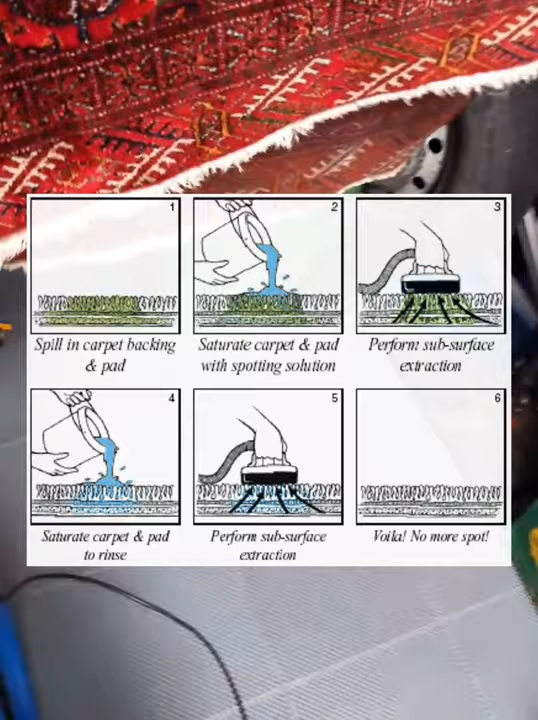 1
2
3
Spill in carpet backing
& pad
Saturate carpet & pad
with spotting solution
Perform sub-surface
extraction
4
5
6
Saturate carpet & pad
to rinse
Perform sub-surface
extraction
Voila! No more spot!